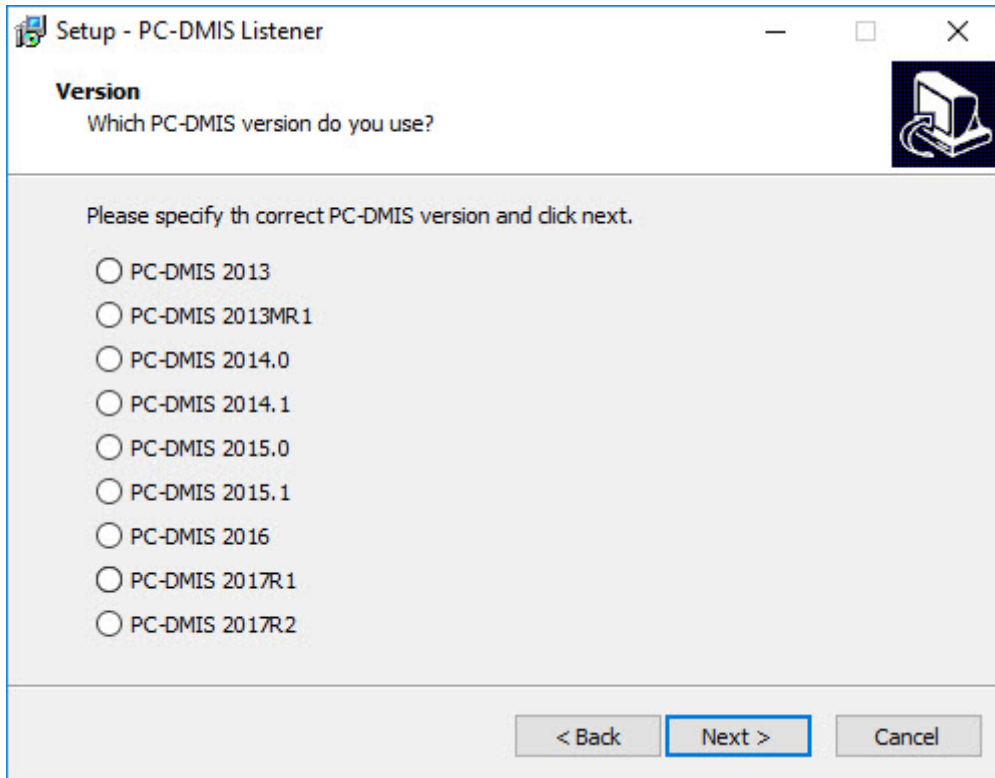 Setup - PC-DMIS Listener
Version
Which PC-DMIS version do you use?
Please specify th correct PC-DMIS version and click next.
PC-DMIS 2013
PC-DMIS 2013MR1
PC-DMIS 2014.0
PC-DMIS 2014.1
PC-DMIS 2015.0
PC-DMIS 2015.1
PC-DMIS 2016
PC-DMIS 2017R1
PC-DMIS 2017R2
< Back Next > Cancel